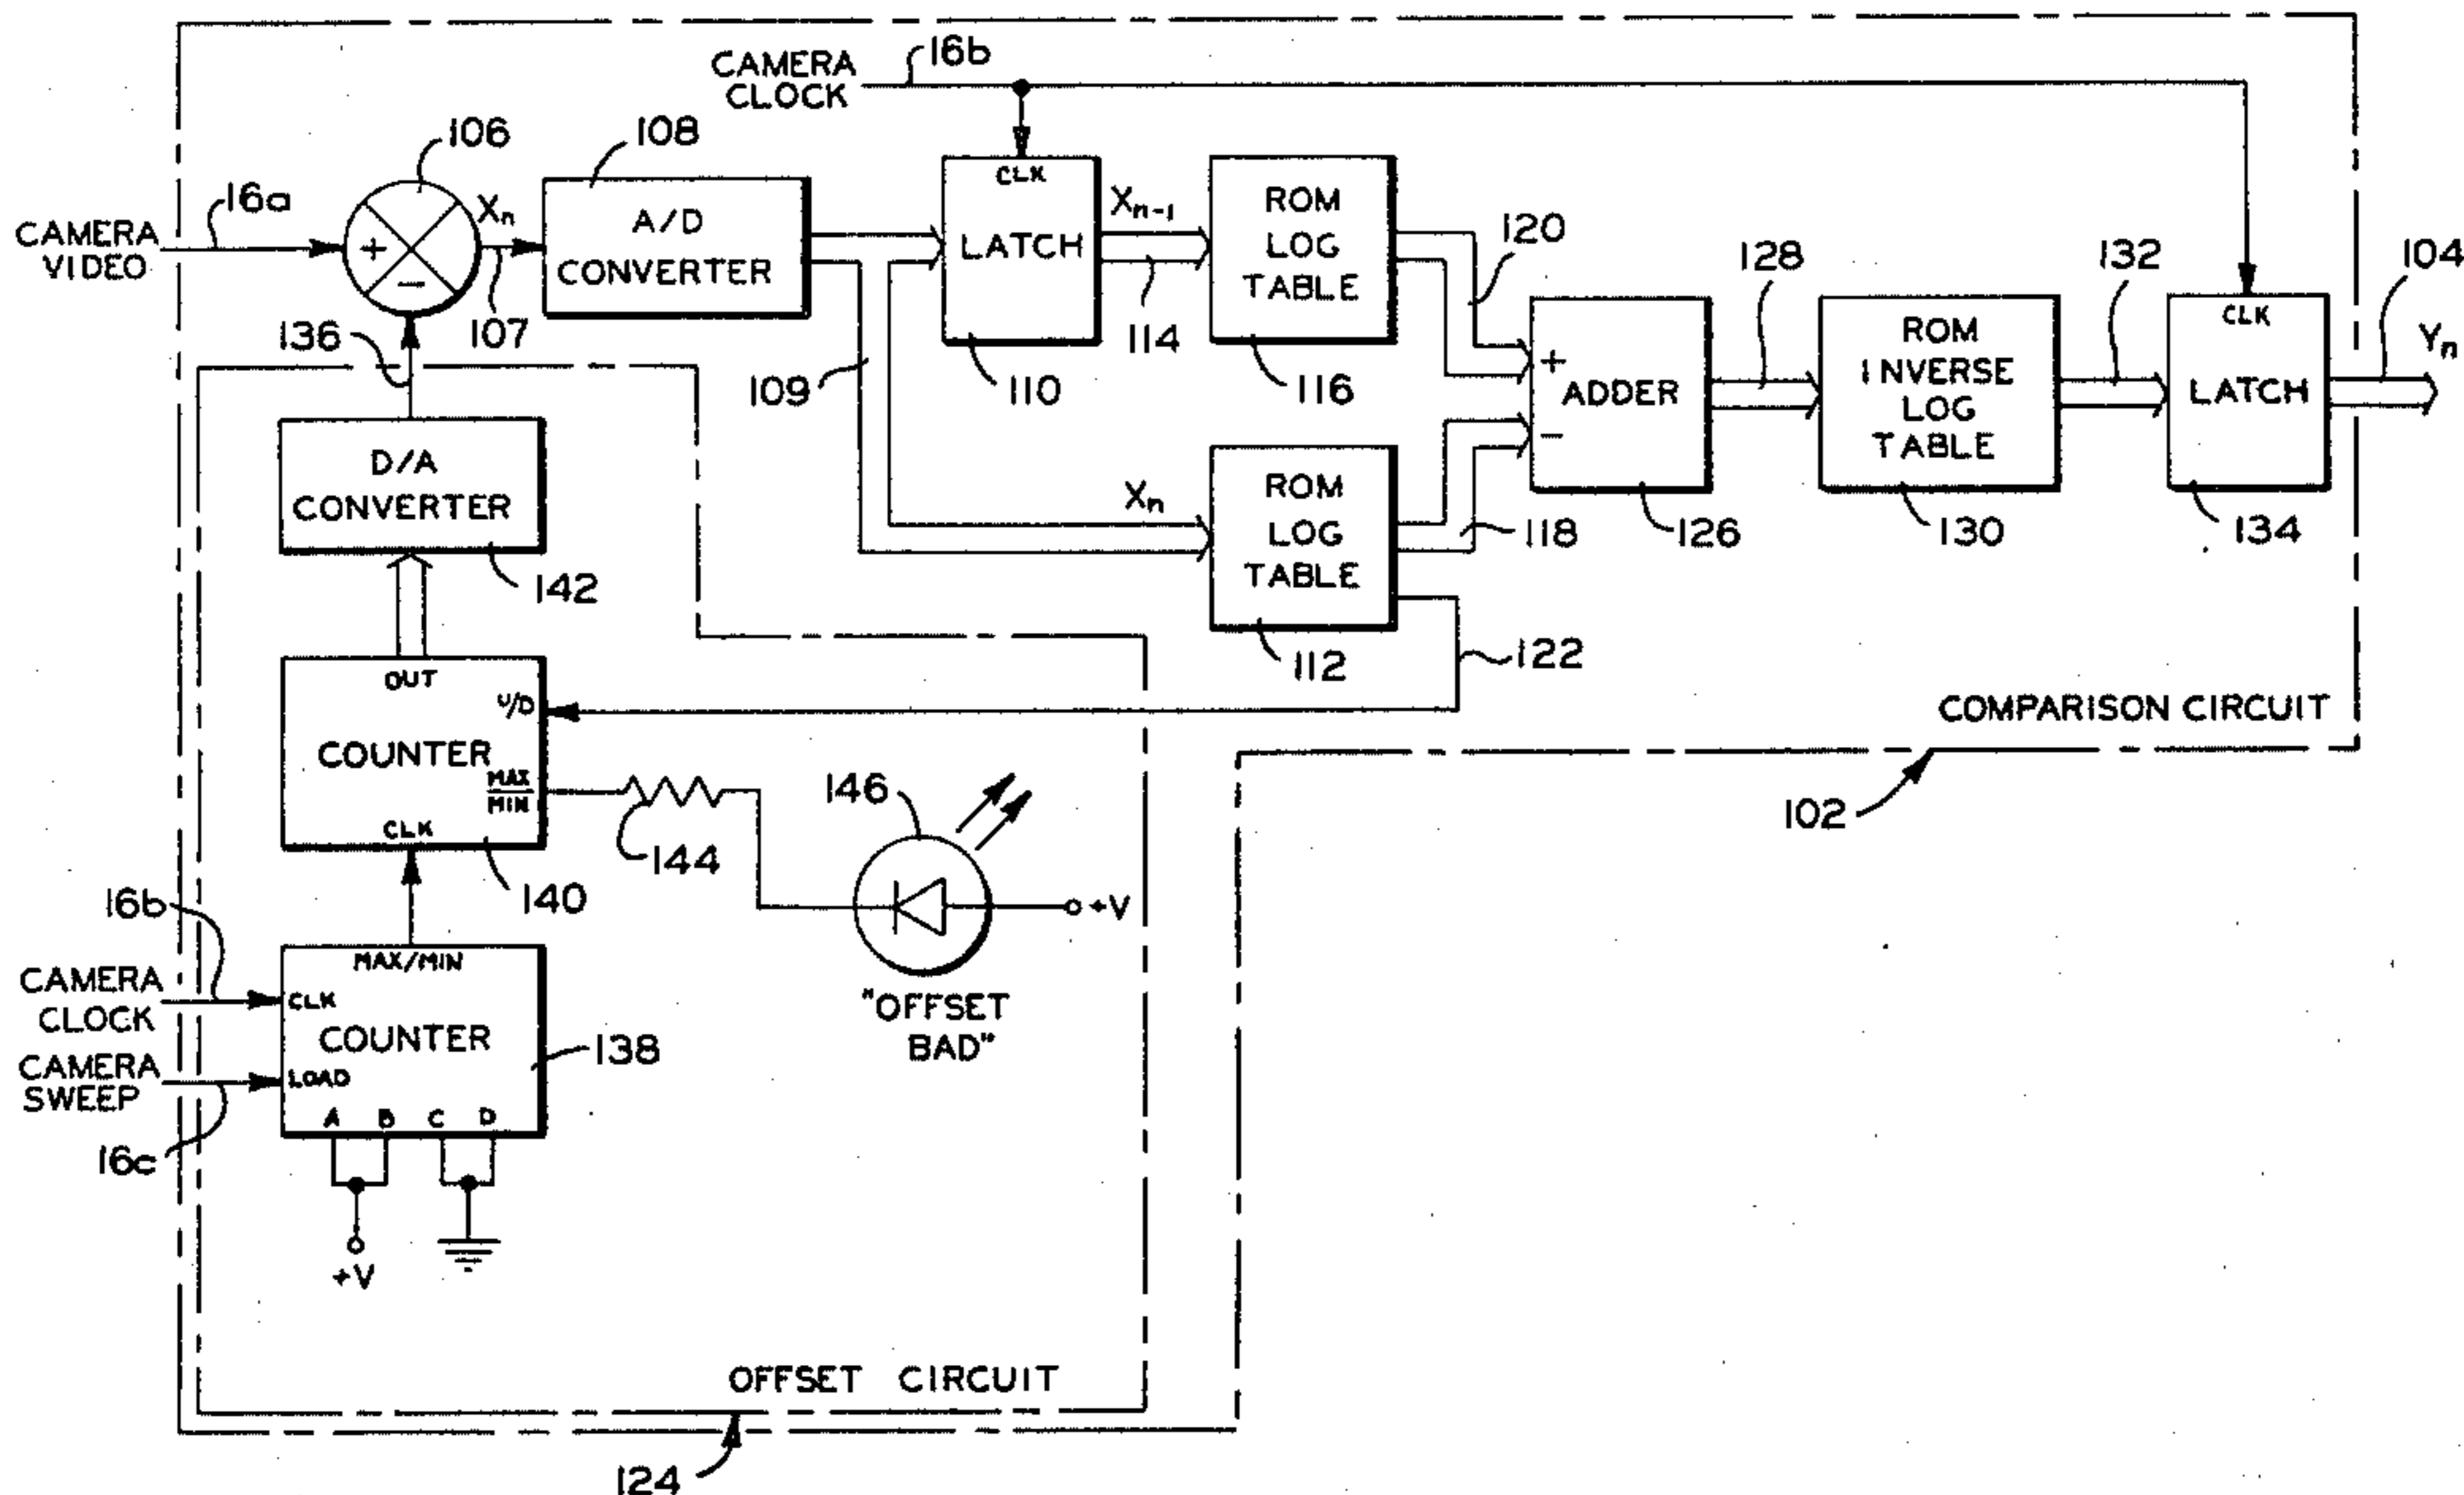 CAMERA
CLOCK
16b
106
108
16a
CAMERA
VIDEO
+
−
Xn
107
A/D
CONVERTER
CLK
LATCH
110
Xn-1
114
ROM
LOG
TABLE
116
120
109
136
Xn
ROM
LOG
TABLE
112
118
122
+
ADDER
−
126
128
ROM
INVERSE
LOG
TABLE
130
132
CLK
LATCH
134
104
Yn
D/A
CONVERTER
142
OUT
U/D
COUNTER
MAX
MIN
CLK
140
144
146
+V
"OFFSET
BAD"
COMPARISON CIRCUIT
102
16b
CAMERA
CLOCK
CAMERA
SWEEP
16c
MAX/MIN
CLK
COUNTER
LOAD
A B C D
138
+V
OFFSET CIRCUIT
124